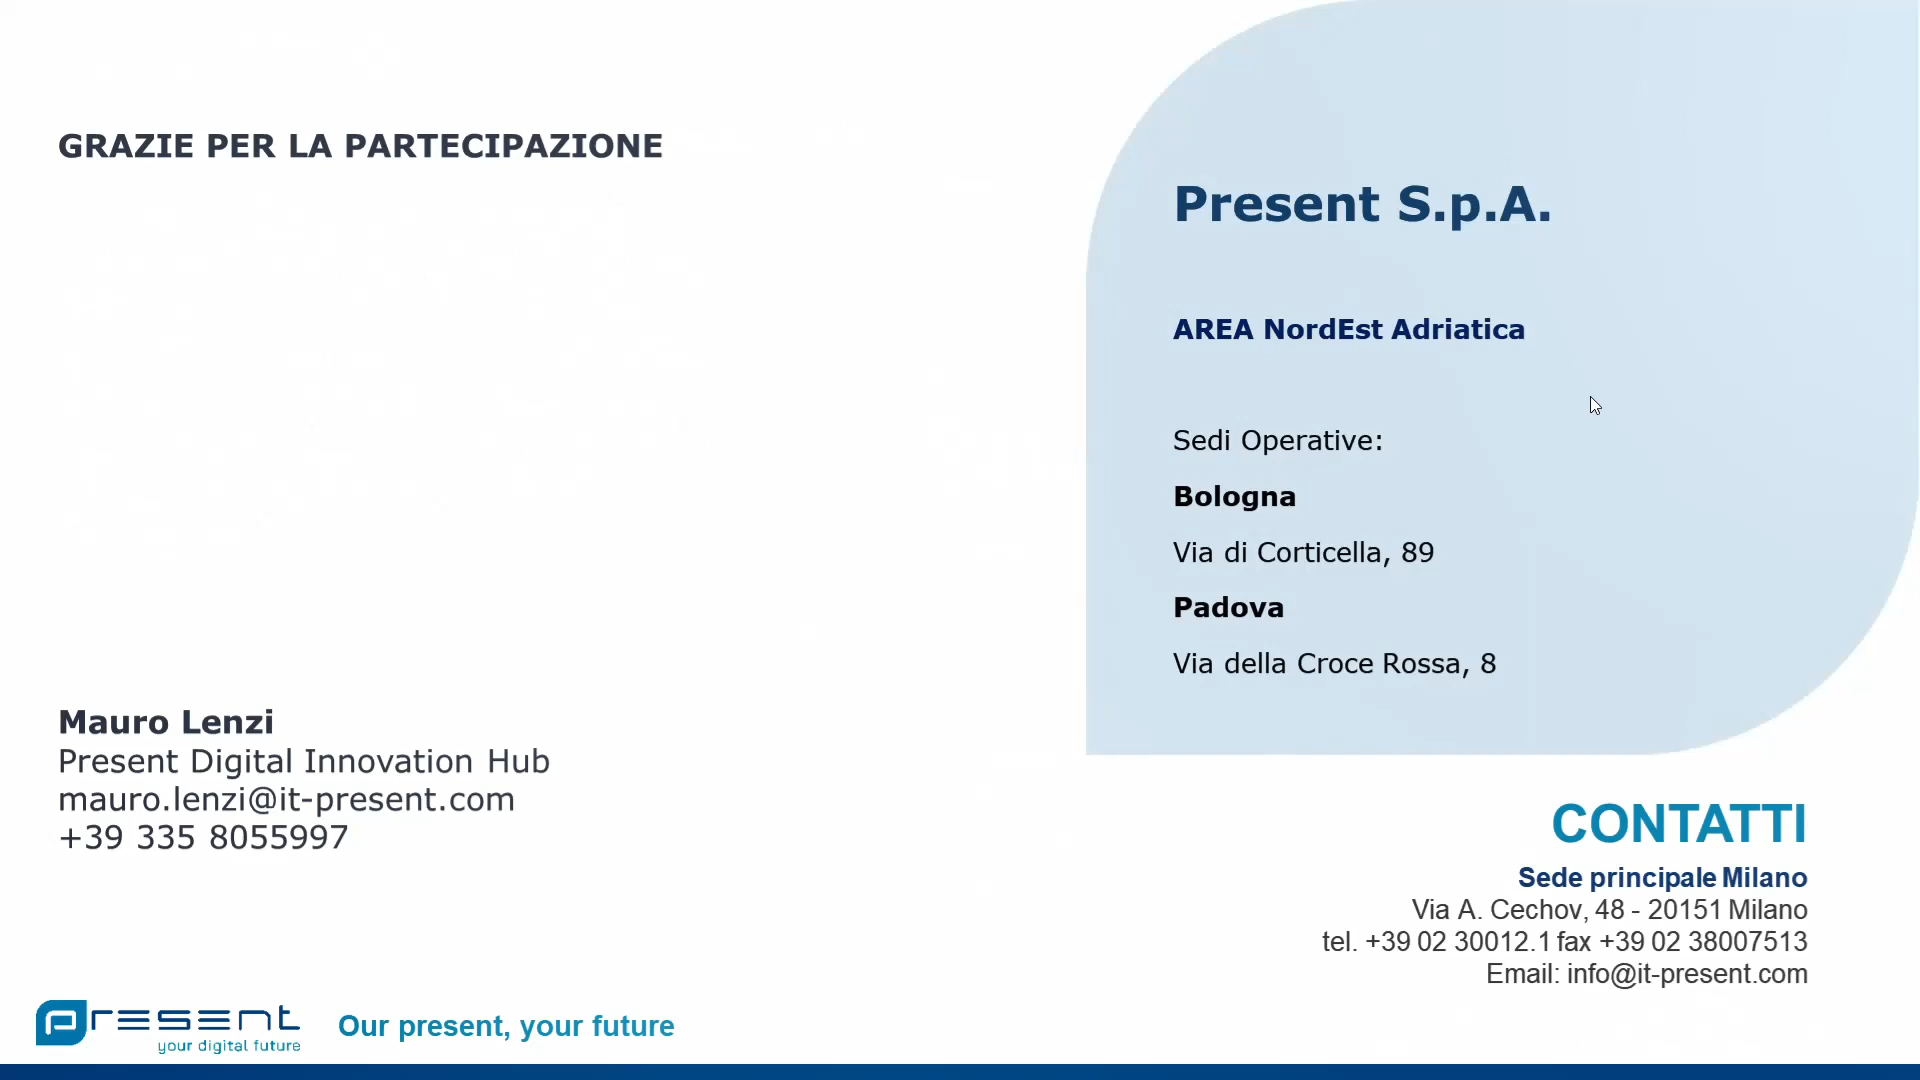 GRAZIE PER LA PARTECIPAZIONE
Present S.p.A.
AREA NordEst Adriatica
Sedi Operative:
Bologna
Via di Corticella, 89
Padova
Via della Croce Rossa, 8
Mauro Lenzi
Present Digital Innovation Hub
mauro.lenzi@it-present.com
+39 335 8055997
CONTATTI
Sede principale Milano
Via A. Cechov, 48 - 20151 Milano
tel. +39 02 30012.1 fax +39 02 38007513
Email: info@it-present.com
present
your digital future
Our present, your future